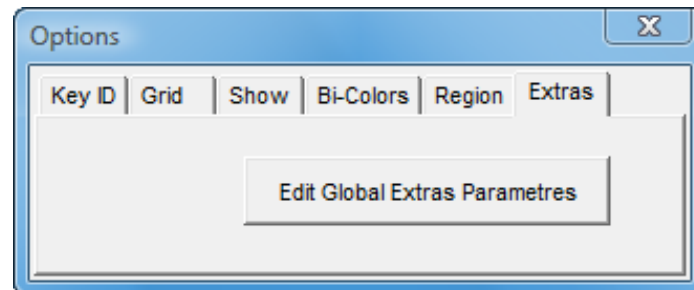 Options
Key ID Grid Show Bi-Colors Region Extras
Edit Global Extras Parametres